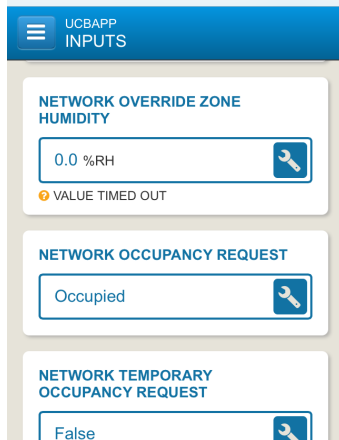 UCBAPP
INPUTS
NETWORK OVERRIDE ZONE
HUMIDITY
0.0 %RH
VALUE TIMED OUT
NETWORK OCCUPANCY REQUEST
Occupied
NETWORK TEMPORARY
OCCUPANCY REQUEST
False